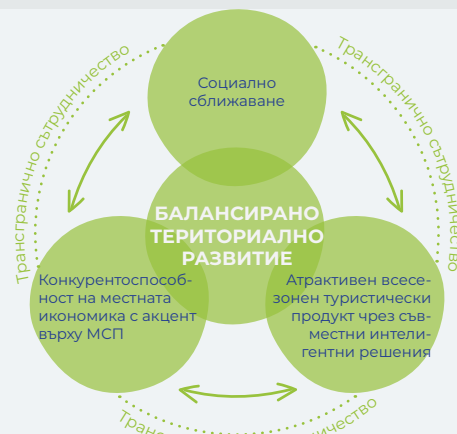 Трансгранично сътрудничество
Трансгранично сътрудничество
Социално
сближаване
БАЛАНСИРАНО
ТЕРИТОРИАЛНО
РАЗВИТИЕ
Конкурентоспособ-
ност на местната
икономика с акцент
върху МСП
Атрактивен всесе-
зонен туристически
продукт чрез съв-
местни интели-
гентни решения